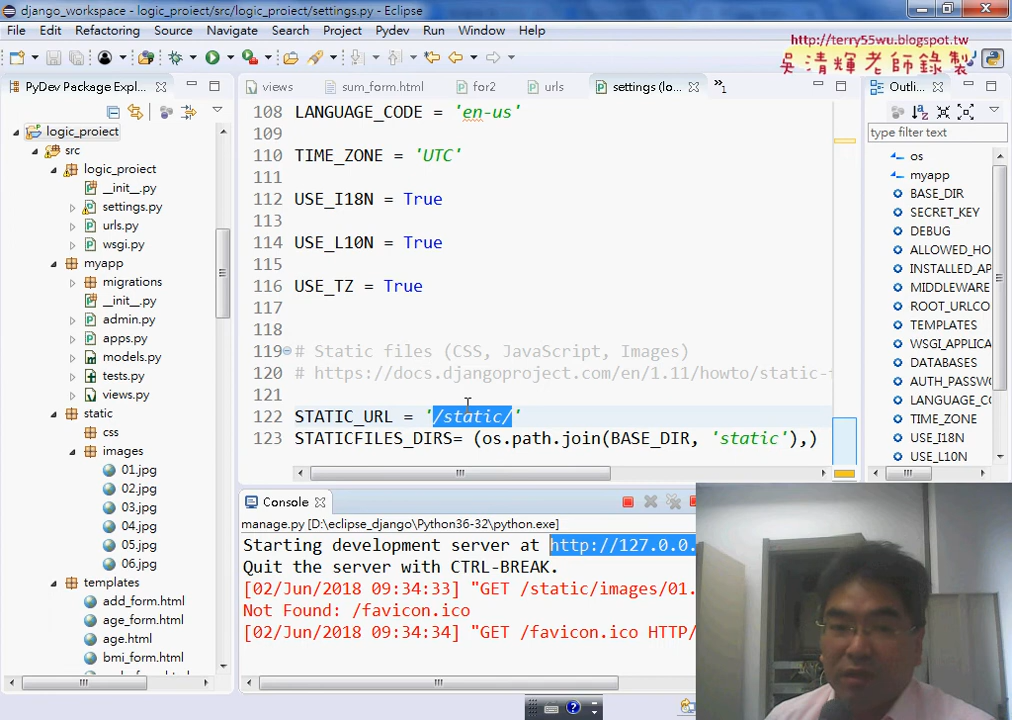 django_workspace - logic_proiect/src/logic_proiect/settings.py - Eclipse
File Edit Refactoring Source Navigate Search Project Pydev Run Window Help
http://terry55wu.blogspot.tw
吳清輝老師錄製
PyDev Package Expl...
views sum_form.html for2 urls settings (lo... »1
Outli...
type filter text
logic_proiect
src
logic_proiect
__init__.py
settings.py
urls.py
wsgi.py
myapp
migrations
__init__.py
admin.py
apps.py
models.py
tests.py
views.py
static
css
images
01.jpg
02.jpg
03.jpg
04.jpg
05.jpg
06.jpg
templates
add_form.html
age_form.html
age.html
bmi_form.html
108 LANGUAGE_CODE = 'en-us'
109
110 TIME_ZONE = 'UTC'
111
112 USE_I18N = True
113
114 USE_L10N = True
115
116 USE_TZ = True
117
118
119 # Static files (CSS, JavaScript, Images)
120 # https://docs.djangoproject.com/en/1.11/howto/static-
121
122 STATIC_URL = '/static/'
123 STATICFILES_DIRS= (os.path.join(BASE_DIR, 'static'),)
os
myapp
BASE_DIR
SECRET_KEY
DEBUG
ALLOWED_HO
INSTALLED_AP
MIDDLEWARE
ROOT_URLCO
TEMPLATES
WSGI_APPLICA
DATABASES
AUTH_PASSWO
LANGUAGE_C
TIME_ZONE
USE_I18N
USE_L10N
Console
manage.py [D:\eclipse_django\Python36-32\python.exe]
Starting development server at http://127.0.0.
Quit the server with CTRL-BREAK.
[02/Jun/2018 09:34:33] "GET /static/images/01.
Not Found: /favicon.ico
[02/Jun/2018 09:34:34] "GET /favicon.ico HTTP/